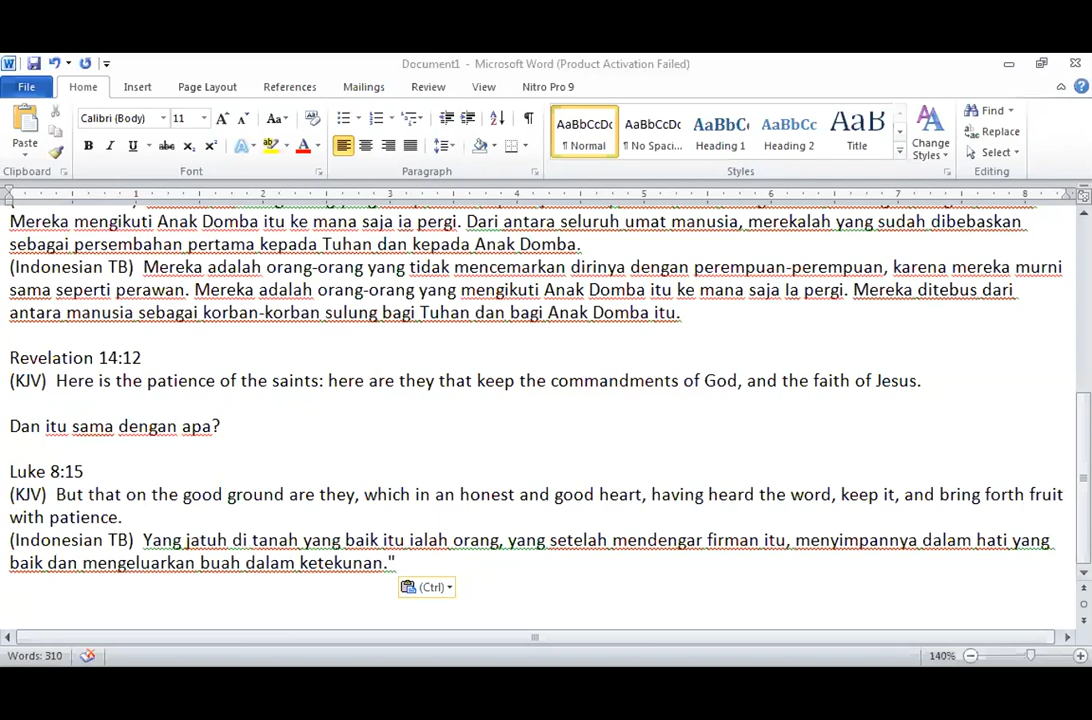 Document1 - Microsoft Word (Product Activation Failed)
File Home Insert Page Layout References Mailings Review View Nitro Pro 9
Calibri (Body) 11
AaBbCcDc AaBbCcDc AaBbC AaBbCc AaB
Paste
¶ Normal ¶ No Spaci... Heading 1 Heading 2 Title
Change Styles
Find
Replace
Select
Clipboard Font Paragraph Styles Editing
1 2 3 4 5 6 7 8
Mereka mengikuti Anak Domba itu ke mana saja ia pergi. Dari antara seluruh umat manusia, merekalah yang sudah dibebaskan
sebagai persembahan pertama kepada Tuhan dan kepada Anak Domba.
(Indonesian TB) Mereka adalah orang-orang yang tidak mencemarkan dirinya dengan perempuan-perempuan, karena mereka murni
sama seperti perawan. Mereka adalah orang-orang yang mengikuti Anak Domba itu ke mana saja Ia pergi. Mereka ditebus dari
antara manusia sebagai korban-korban sulung bagi Tuhan dan bagi Anak Domba itu.
Revelation 14:12
(KJV) Here is the patience of the saints: here are they that keep the commandments of God, and the faith of Jesus.
Dan itu sama dengan apa?
Luke 8:15
(KJV) But that on the good ground are they, which in an honest and good heart, having heard the word, keep it, and bring forth fruit
with patience.
(Indonesian TB) Yang jatuh di tanah yang baik itu ialah orang, yang setelah mendengar firman itu, menyimpannya dalam hati yang
baik dan mengeluarkan buah dalam ketekunan."
(Ctrl)
Words: 310 140%